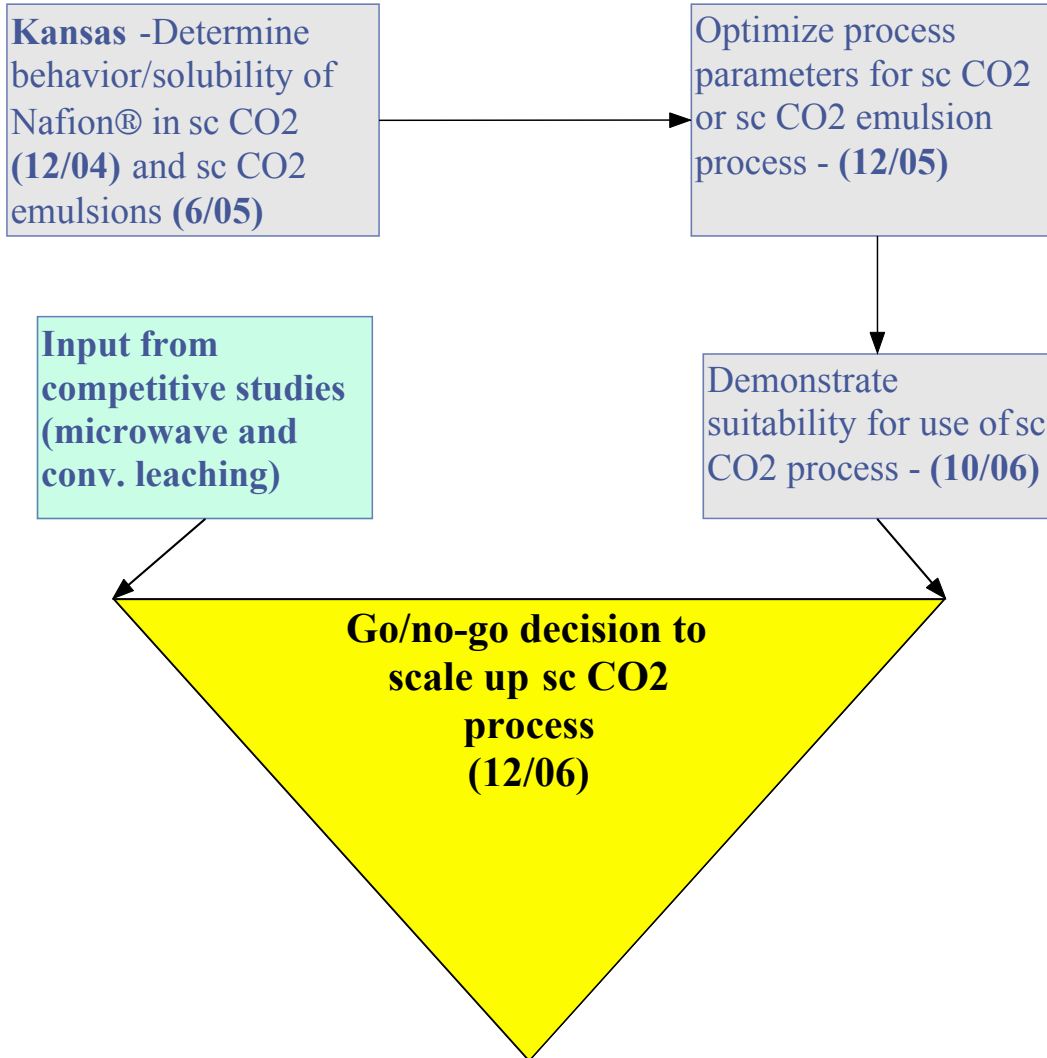 Kansas -Determine
behavior/solubility of
Nafion® in sc CO2
(12/04) and sc CO2
emulsions (6/05)
Optimize process
parameters for sc CO2
or sc CO2 emulsion
process - (12/05)
Input from
competitive studies
(microwave and
conv. leaching)
Demonstrate
suitability for use of sc
CO2 process - (10/06)
Go/no-go decision to
scale up sc CO2
process
(12/06)